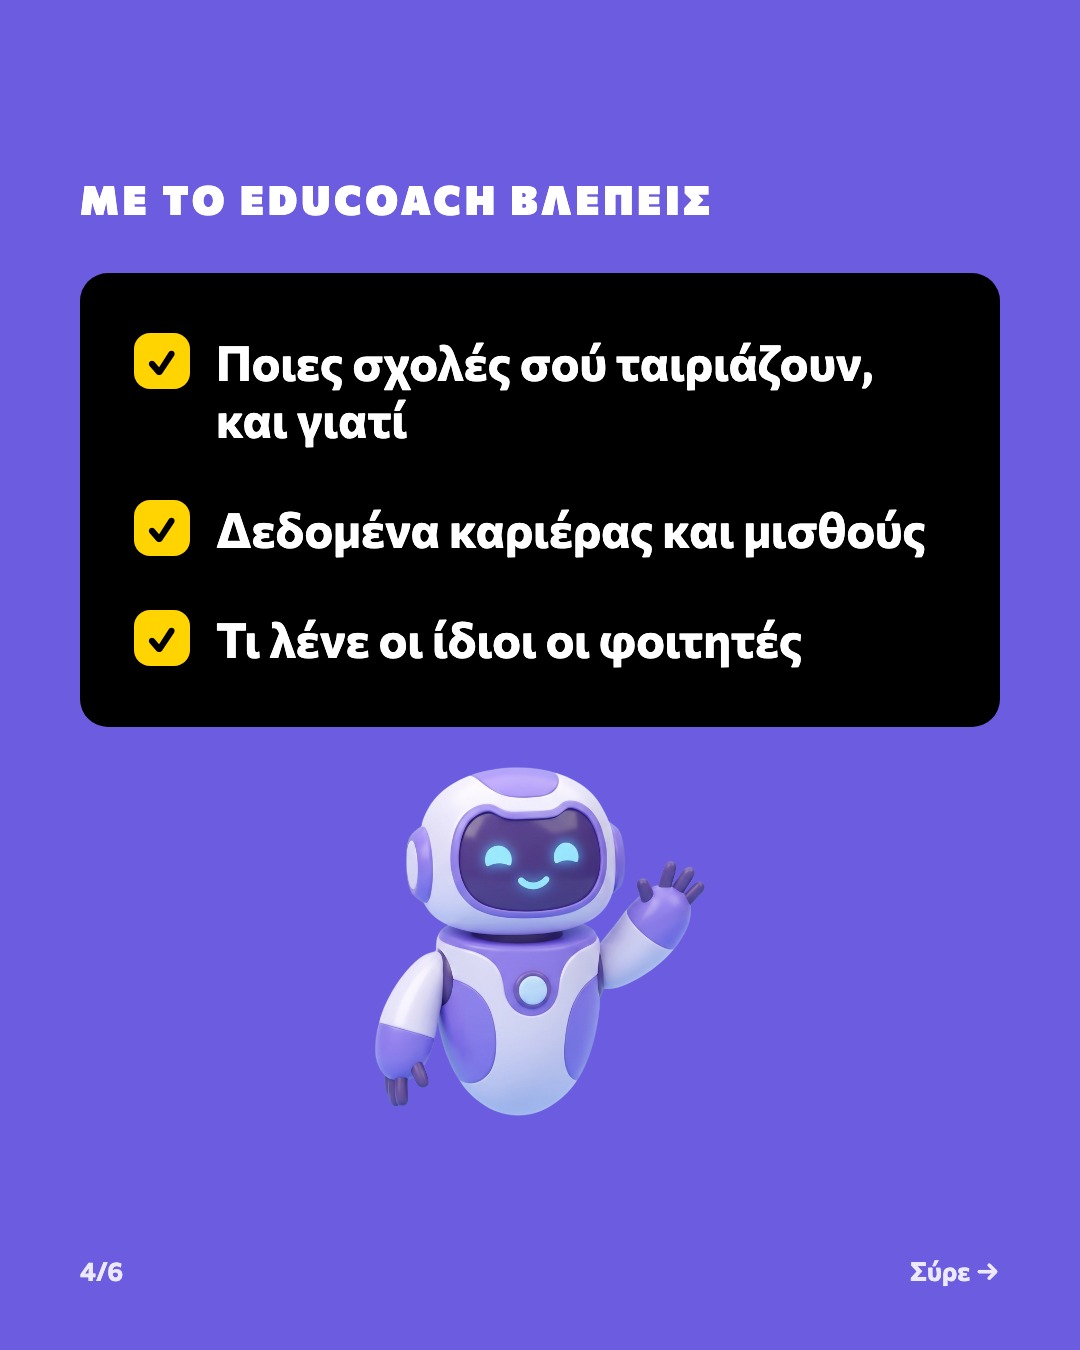 ΜΕ ΤΟ EDUCOACH ΒΛΕΠΕΙΣ
Ποιες σχολές σού ταιριάζουν,
και γιατί
Δεδομένα καριέρας και μισθούς
Τι λένε οι ίδιοι οι φοιτητές
4/6
Σύρε →